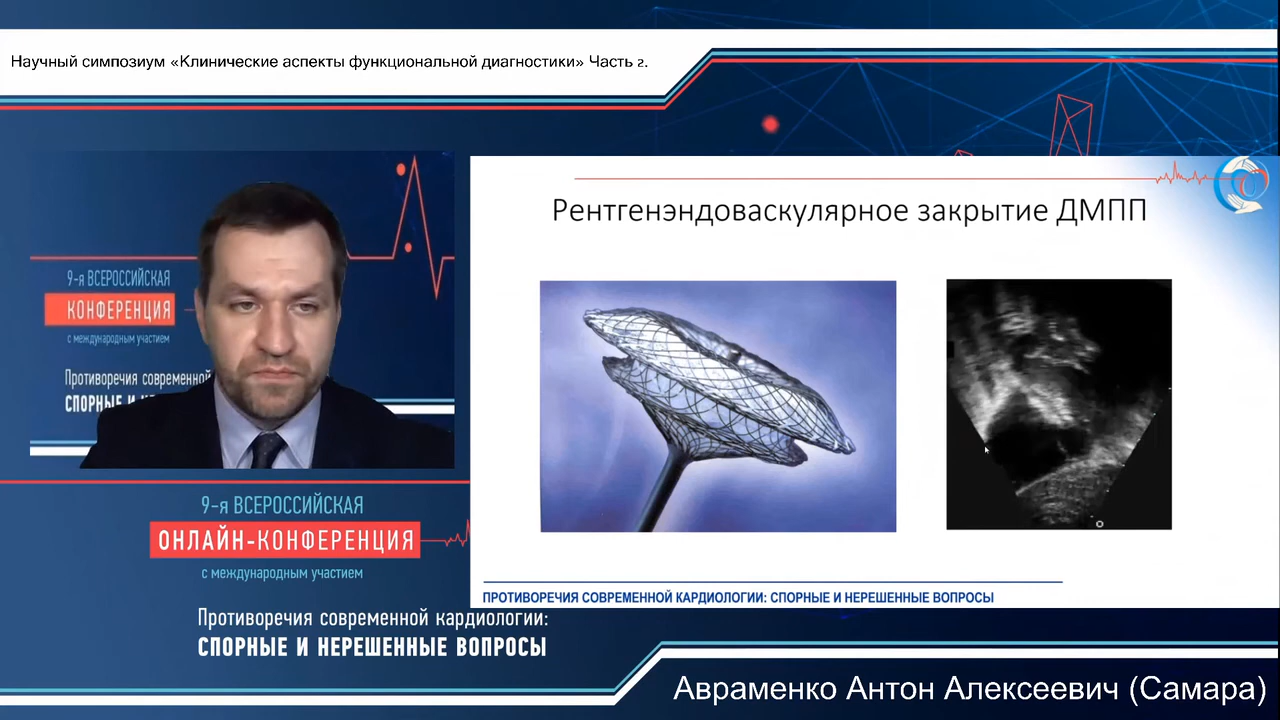 Научный симпозиум «Клинические аспекты функциональной диагностики» Часть 2.
9-я ВСЕРОССИЙСКАЯ
КОНФЕРЕНЦИЯ
с международным участием
Противоречия современной
СПОРНЫЕ И
Рентгенэндоваскулярное закрытие ДМПП
ПРОТИВОРЕЧИЯ СОВРЕМЕННОЙ КАРДИОЛОГИИ: СПОРНЫЕ И НЕРЕШЕННЫЕ ВОПРОСЫ
9-я ВСЕРОССИЙСКАЯ
ОНЛАЙН-КОНФЕРЕНЦИЯ
с международным участием
Противоречия современной кардиологии:
СПОРНЫЕ И НЕРЕШЕННЫЕ ВОПРОСЫ
Авраменко Антон Алексеевич (Самара)